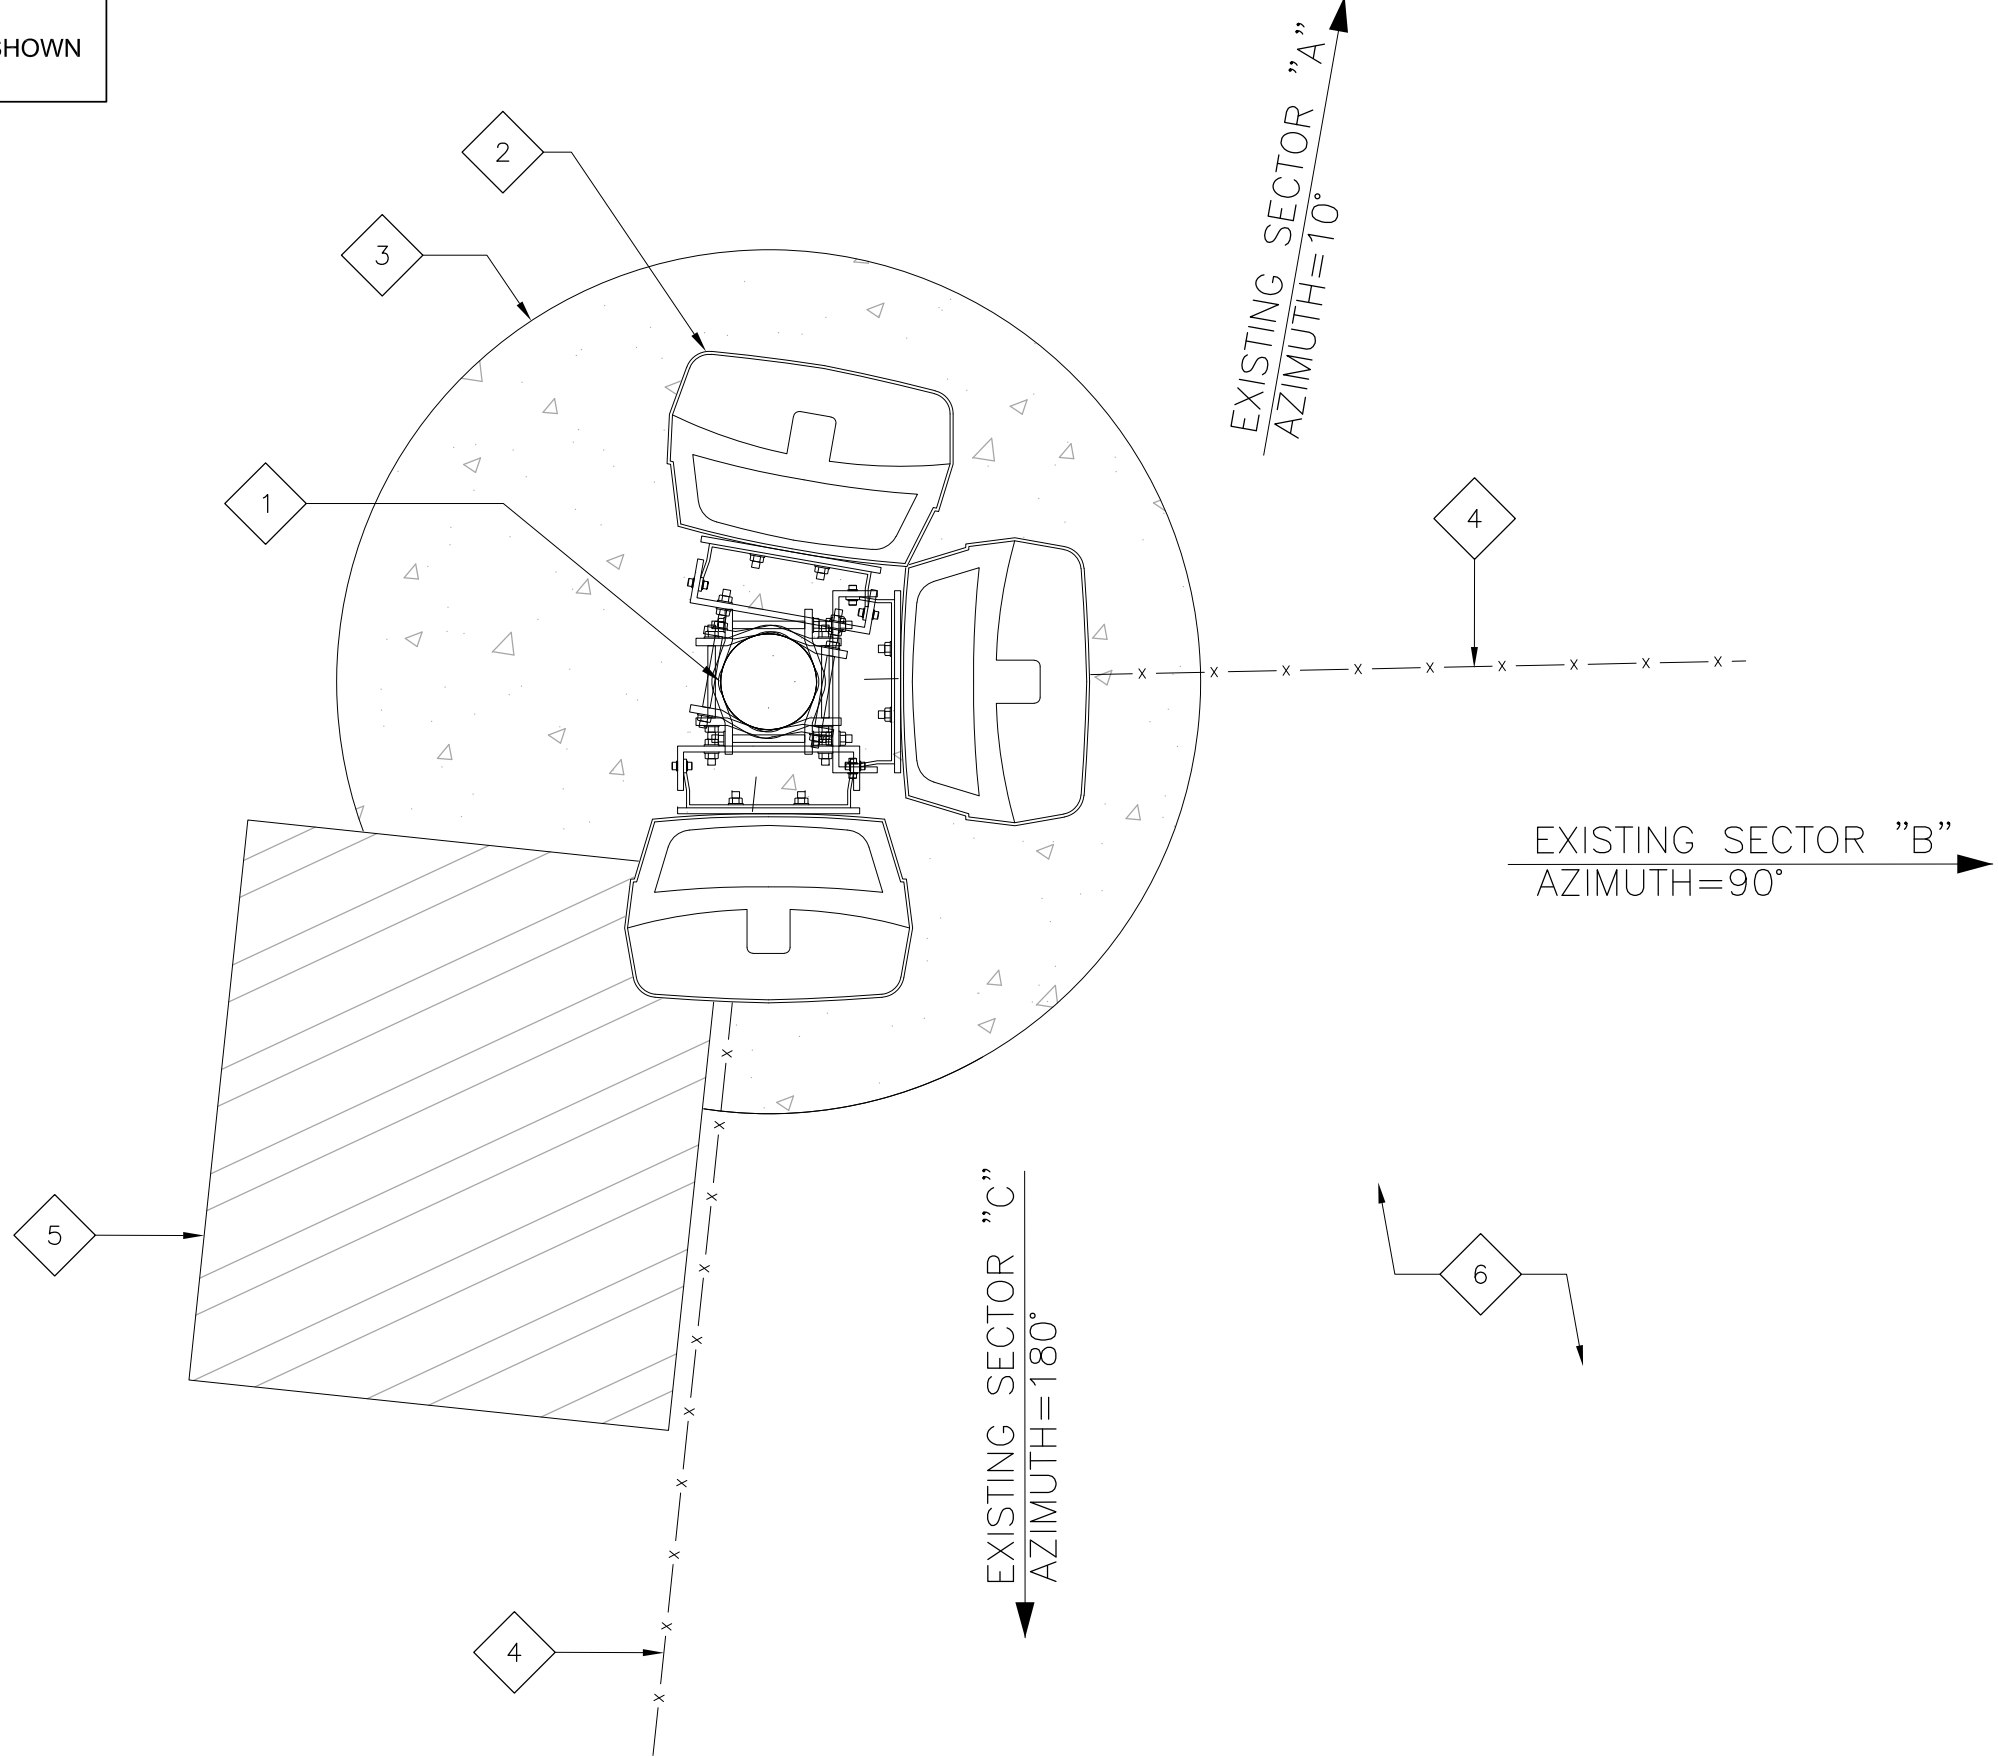 SHOWN
EXISTING SECTOR "A"
AZIMUTH=10°
2
3
1
4
EXISTING SECTOR "B"
AZIMUTH=90°
5
EXISTING SECTOR "C"
AZIMUTH=180°
6
4